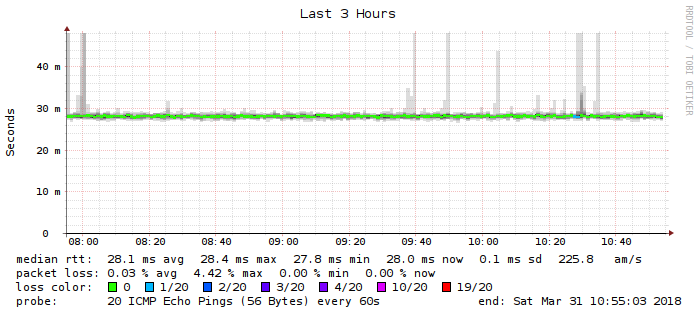 Last 3 Hours
RRDTOOL / TOBI OETIKER
Seconds
40 m
30 m
20 m
10 m
0
08:00 08:20 08:40 09:00 09:20 09:40 10:00 10:20 10:40
median rtt: 28.1 ms avg 28.4 ms max 27.8 ms min 28.0 ms now 0.1 ms sd 225.8 am/s
packet loss: 0.03 % avg 4.42 % max 0.00 % min 0.00 % now
loss color: 0 1/20 2/20 3/20 4/20 10/20 19/20
probe: 20 ICMP Echo Pings (56 Bytes) every 60s end: Sat Mar 31 10:55:03 2018